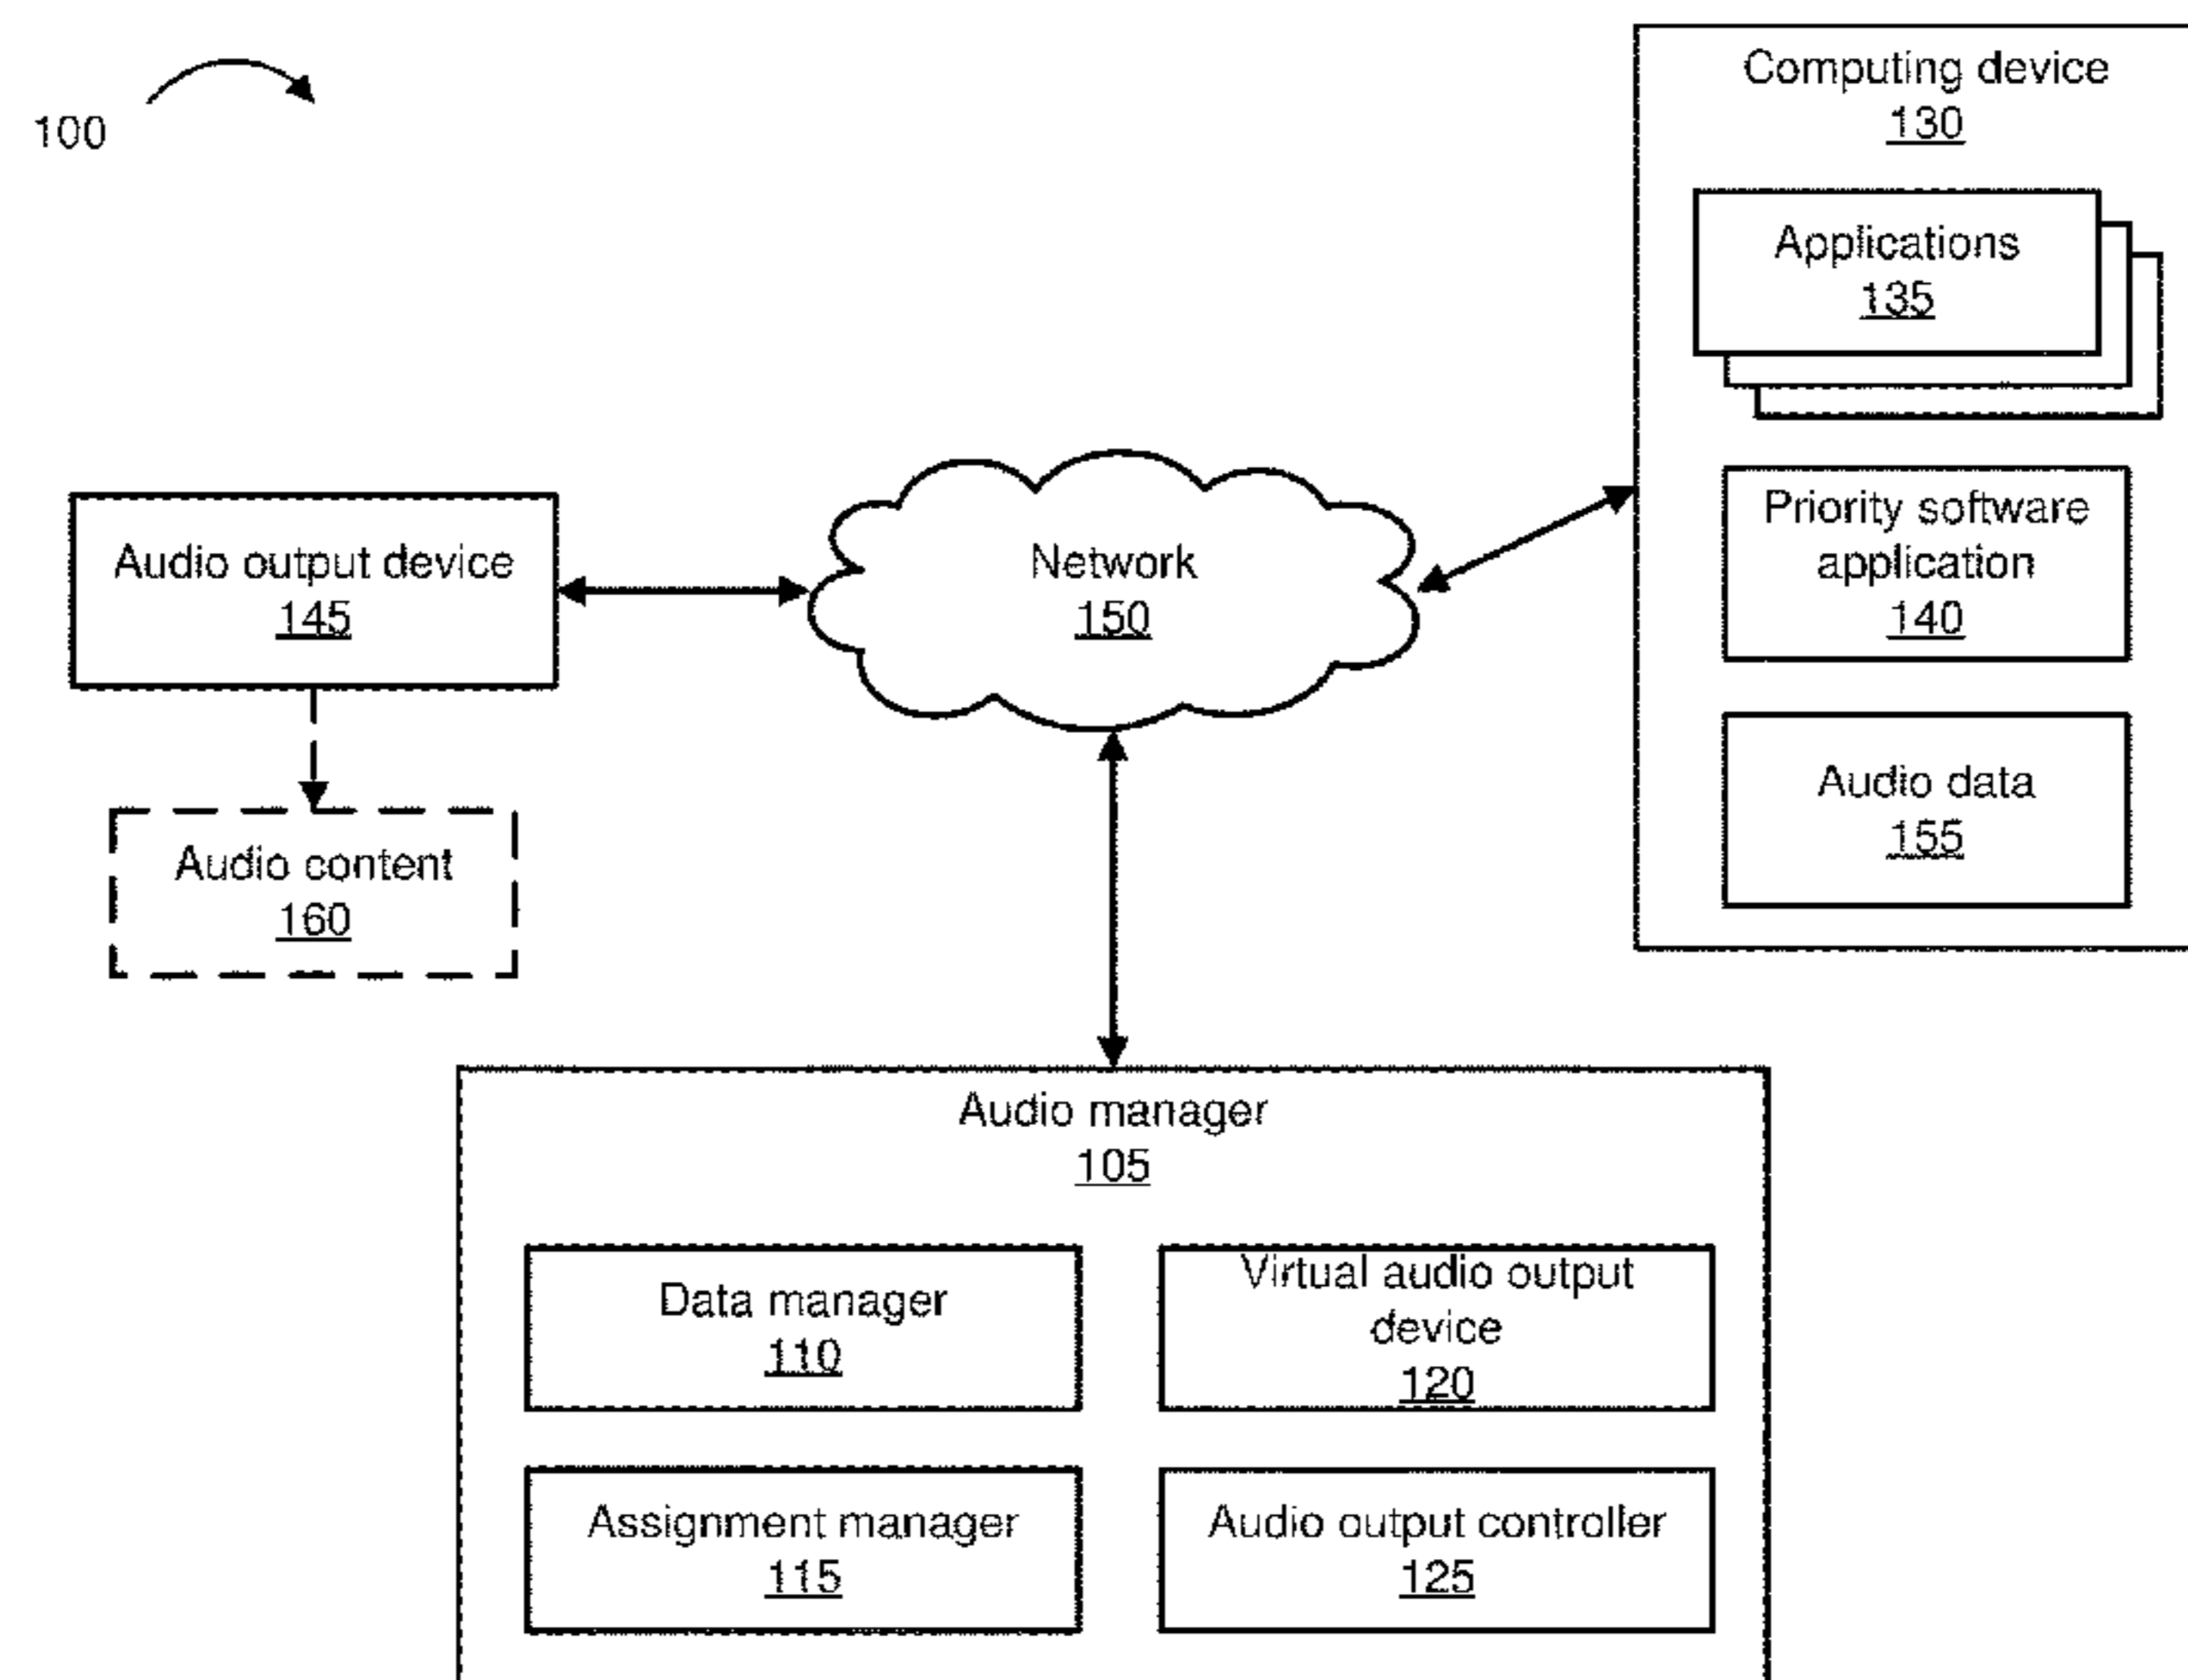 100
Computing device
130
Applications
135
Priority software
application
140
Audio data
155
Audio output device
145
Network
150
Audio content
160
Audio manager
105
Data manager
110
Virtual audio output
device
120
Assignment manager
115
Audio output controller
125